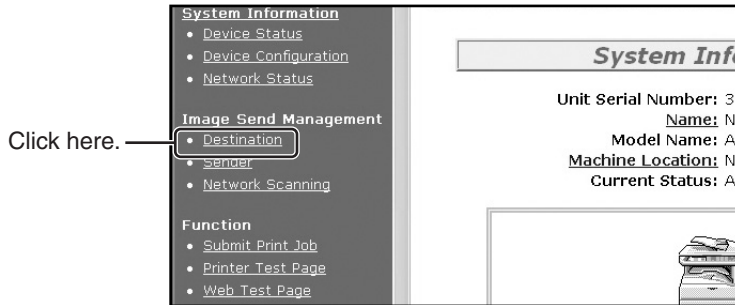 System Information
• Device Status
• Device Configuration
• Network Status
Image Send Management
• Destination
• Sender
• Network Scanning
Function
• Submit Print Job
• Printer Test Page
• Web Test Page
Click here.
System Inf
Unit Serial Number: 3
Name: N
Model Name: A
Machine Location: N
Current Status: A